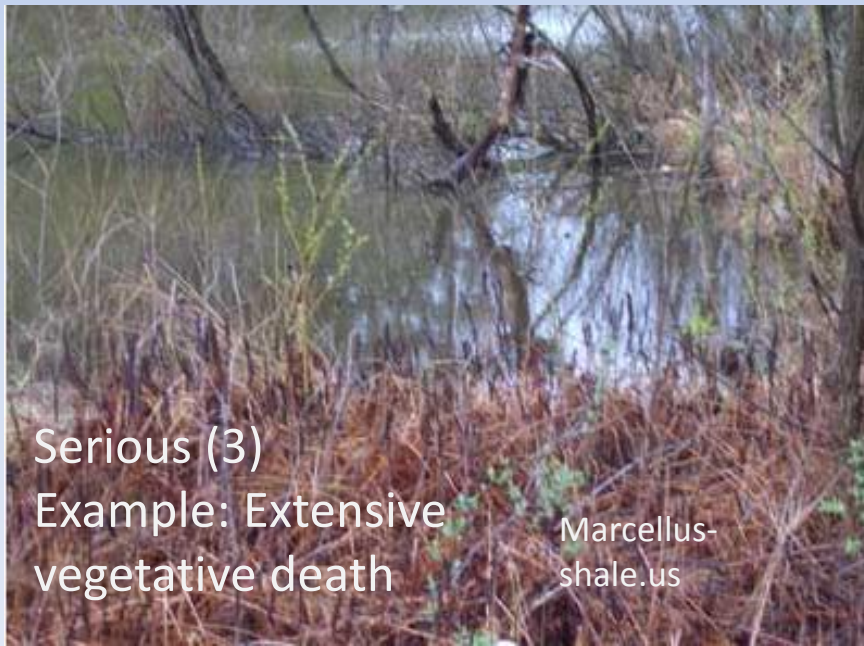 Serious (3)
Example: Extensive
vegetative death
Marcellus-
shale.us